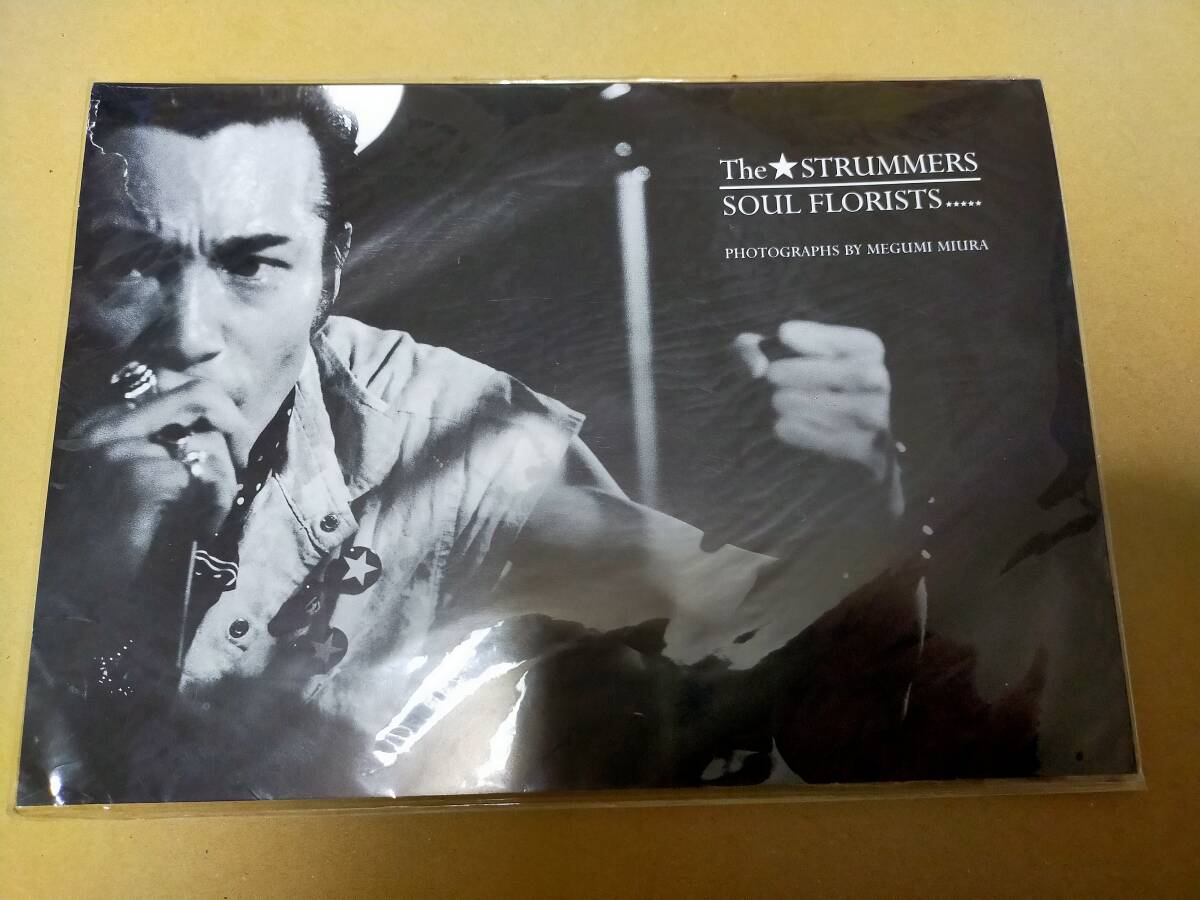 The★STRUMMERS
SOUL FLORISTS★★★★★
PHOTOGRAPHS BY MEGUMI MIURA